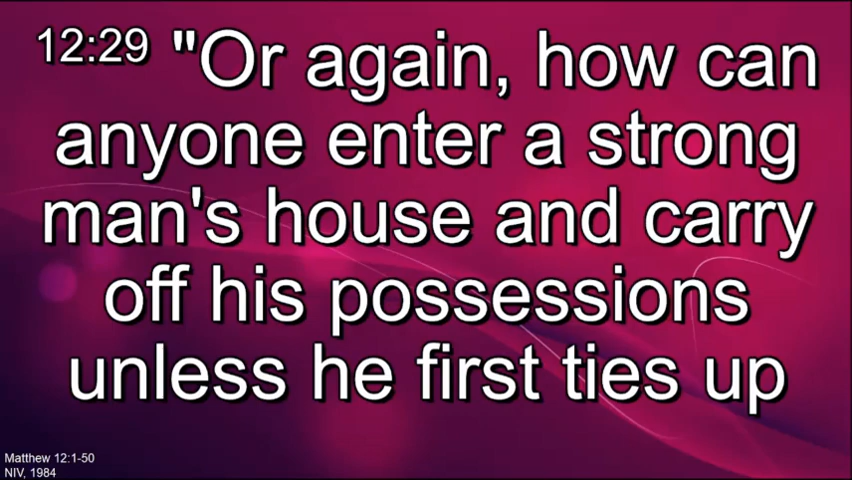 12:29 "Or again, how can
anyone enter a strong
man's house and carry
off his possessions
unless he first ties up
Matthew 12:1-50
NIV, 1984